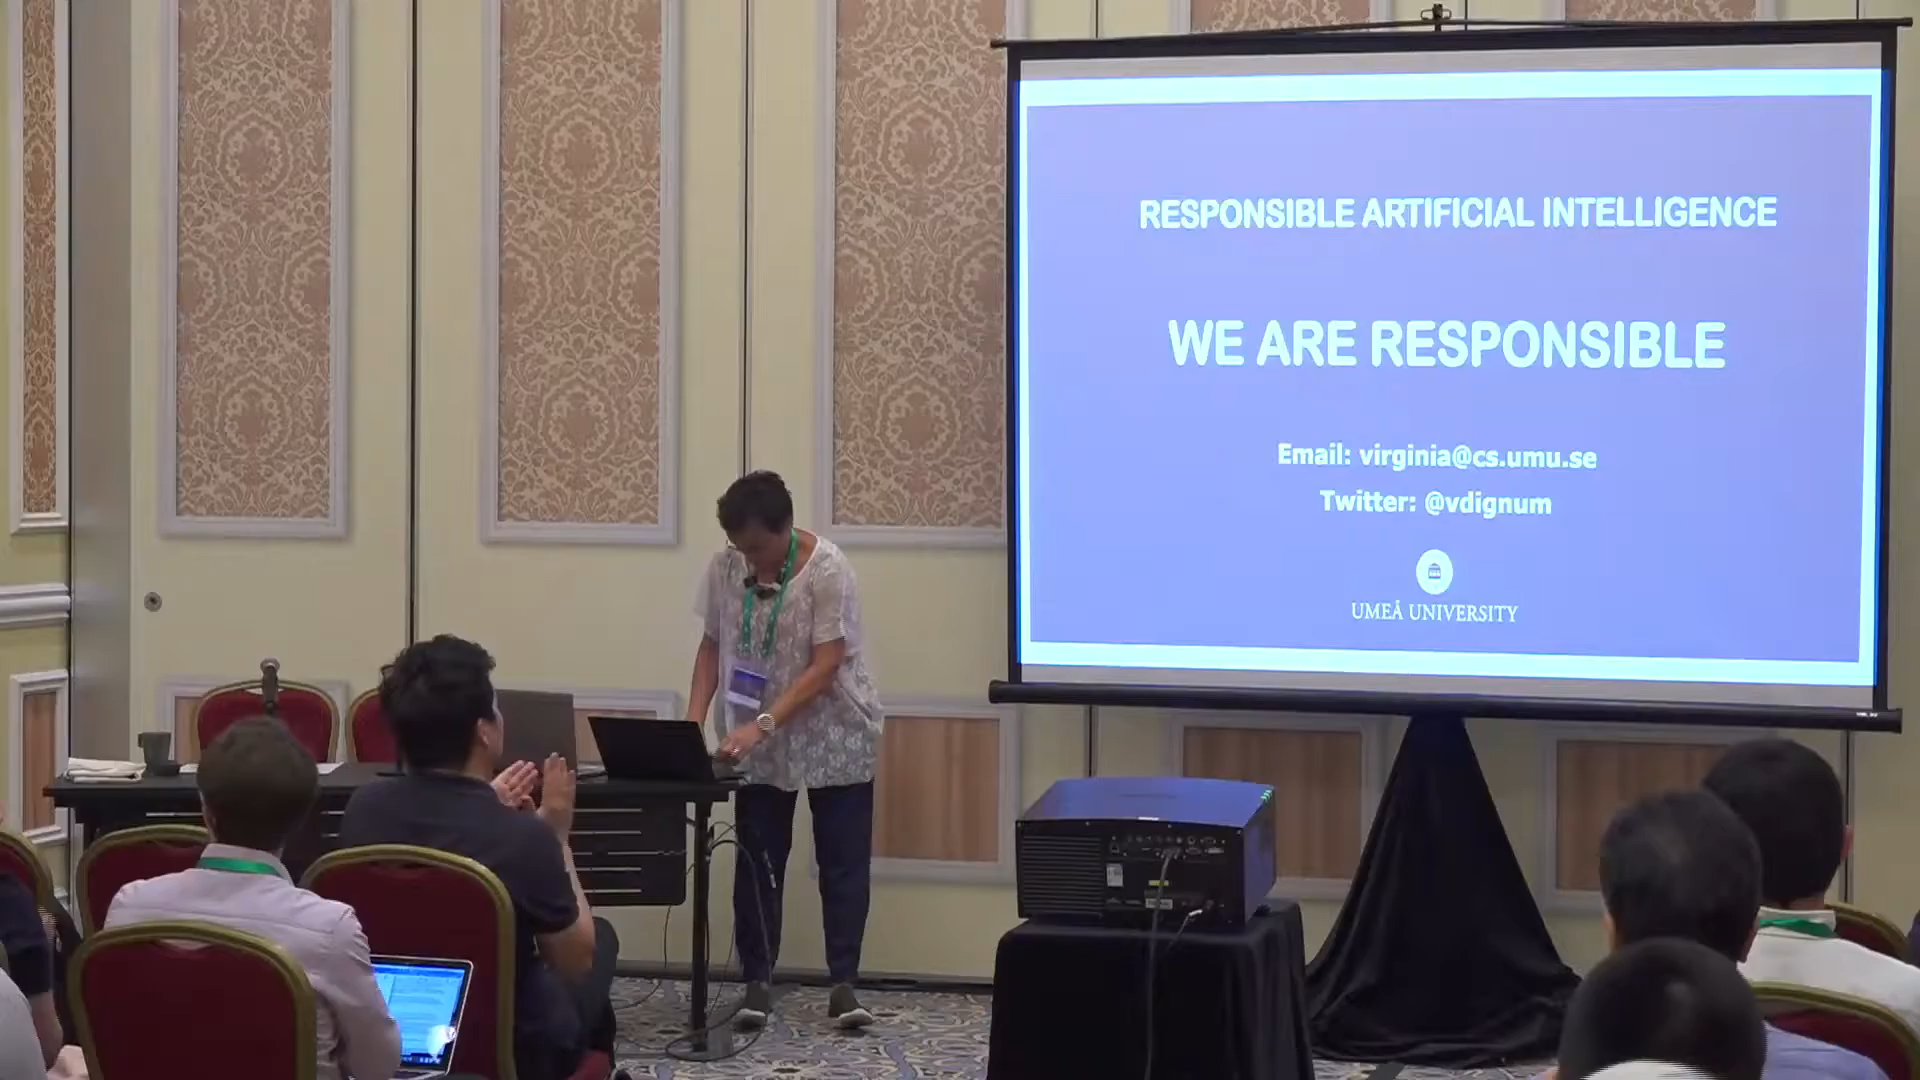 RESPONSIBLE ARTIFICIAL INTELLIGENCE
WE ARE RESPONSIBLE
Email: virginia@cs.umu.se
Twitter: @vdignum
UMEÅ UNIVERSITY